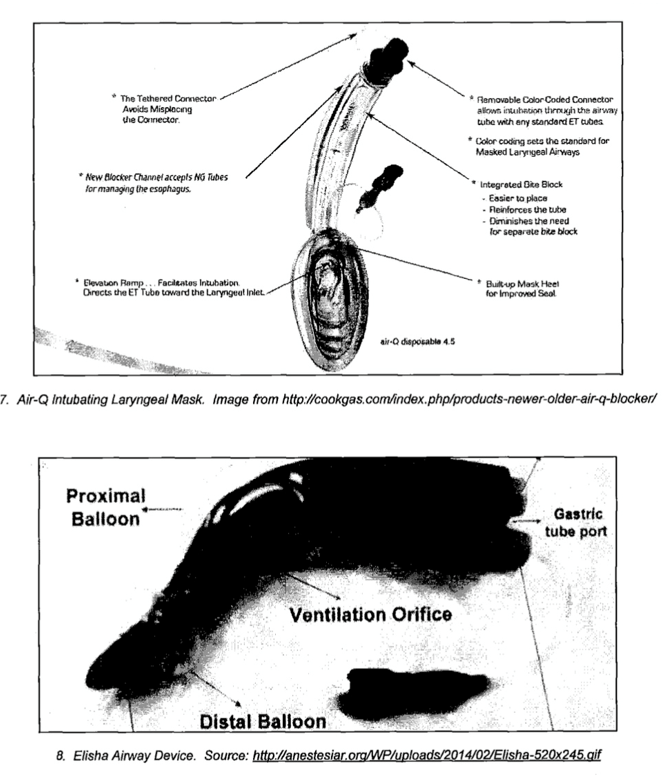 * The Tethered Connector
Avoids Misplacing
the Connector.
* New Blocker Channel accepts NG Tubes
for managing the esophagus.
* Elevation Ramp . . . Facilitates Intubation.
Directs the ET Tube toward the Laryngeal Inlet.
* Removable Color Coded Connector
allows intubation through the airway
tube with any standard ET tubes.
* Color coding sets the standard for
Masked Laryngeal Airways
* Integrated Bite Block
- Easier to place
- Reinforces the tube
- Diminishes the need
for separate bite block
* Built-up Mask Heel
for Improved Seal.
air-Q disposable 4.5
7. Air-Q Intubating Laryngeal Mask. Image from http://cookgas.com/index.php/products-newer-older-air-q-blocker/
Proximal
Balloon
Gastric
tube port
Ventilation Orifice
Distal Balloon
8. Elisha Airway Device. Source: http://anestesiar.org/WP/uploads/2014/02/Elisha-520x245.gif